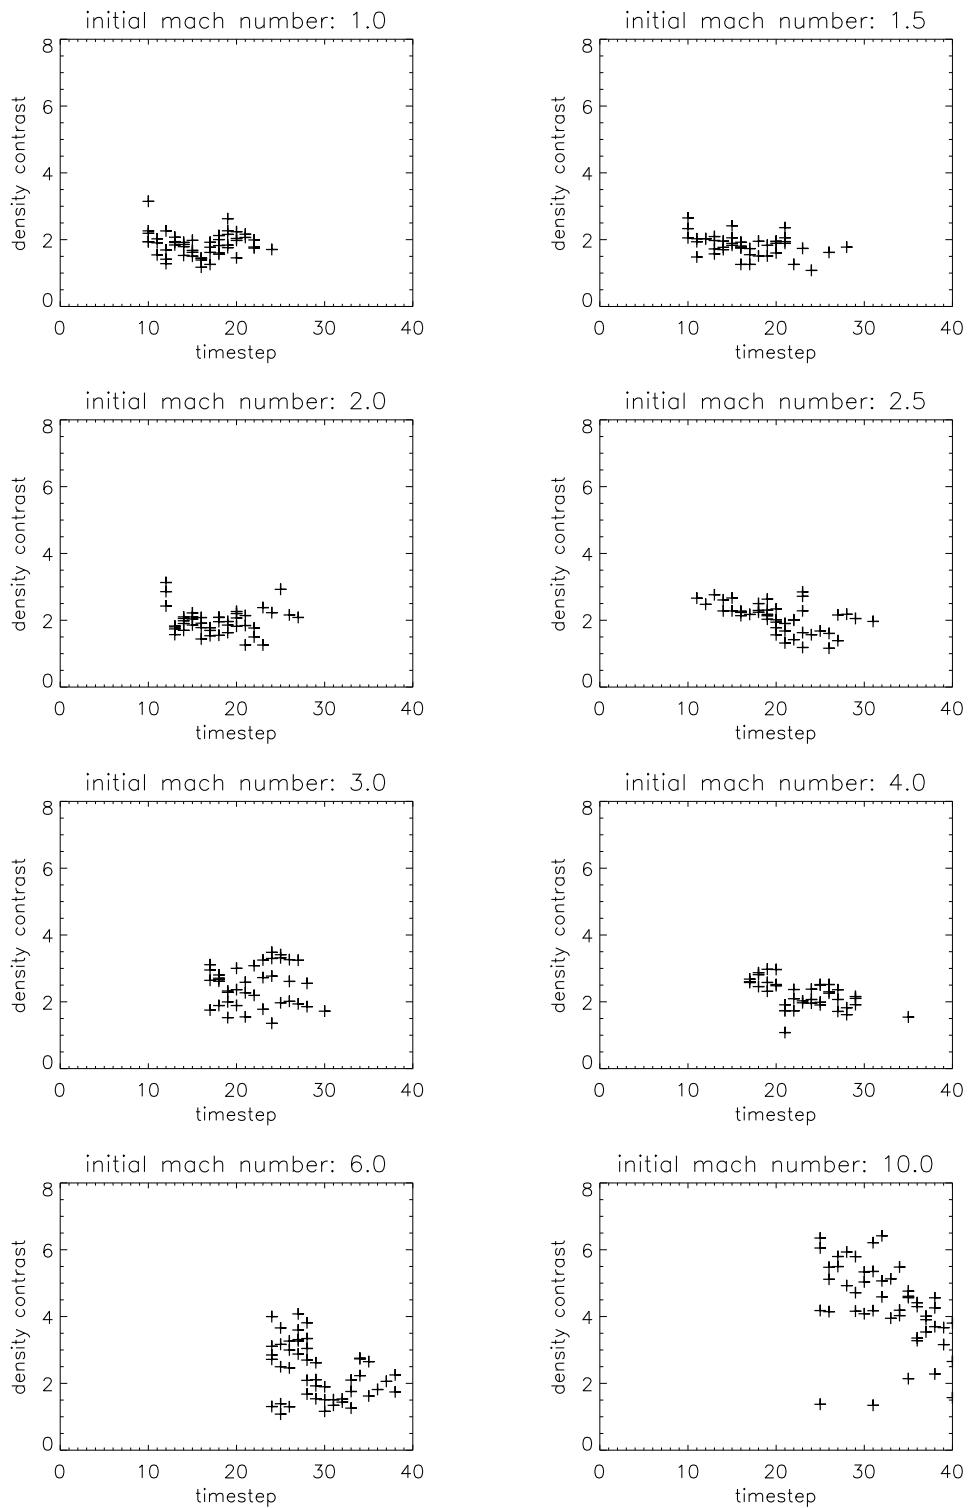 initial mach number: 1.0
8
6
4
2
0
density contrast
0 10 20 30 40
timestep
initial mach number: 1.5
8
6
4
2
0
density contrast
0 10 20 30 40
timestep
initial mach number: 2.0
8
6
4
2
0
density contrast
0 10 20 30 40
timestep
initial mach number: 2.5
8
6
4
2
0
density contrast
0 10 20 30 40
timestep
initial mach number: 3.0
8
6
4
2
0
density contrast
0 10 20 30 40
timestep
initial mach number: 4.0
8
6
4
2
0
density contrast
0 10 20 30 40
timestep
initial mach number: 6.0
8
6
4
2
0
density contrast
0 10 20 30 40
timestep
initial mach number: 10.0
8
6
4
2
0
density contrast
0 10 20 30 40
timestep